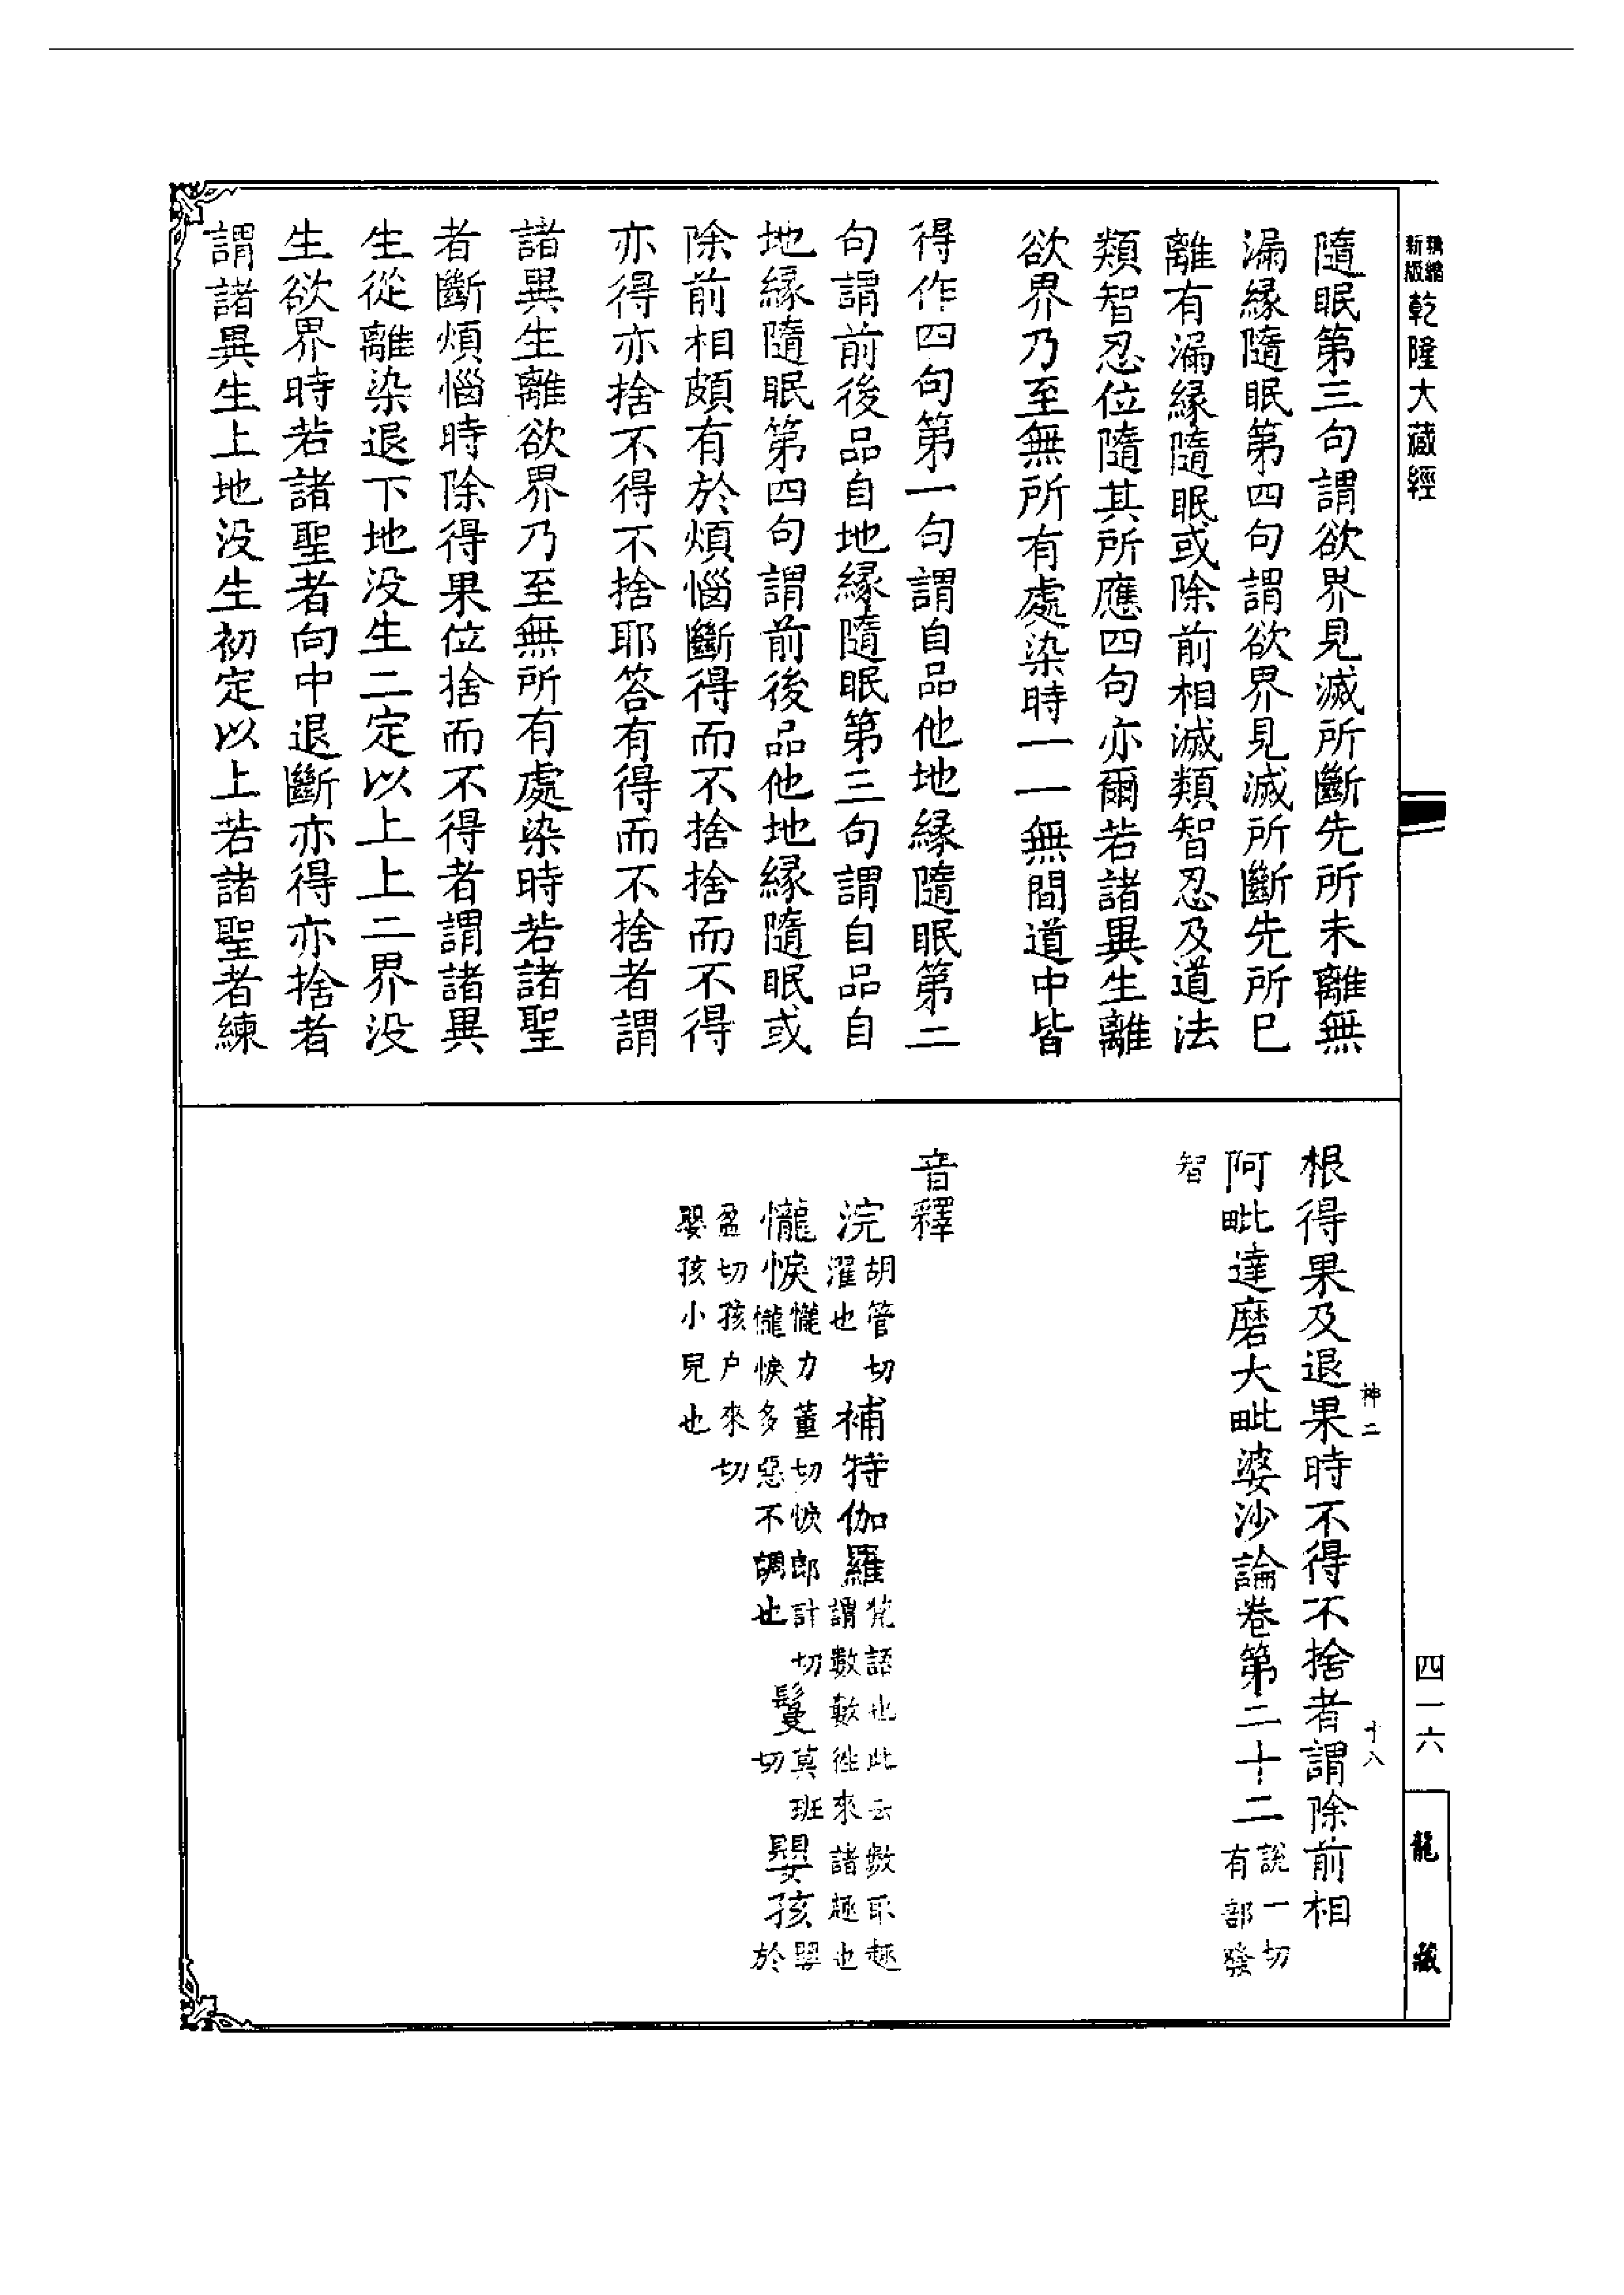 精縮新版乾隆大藏經
隨眠第三句謂欲界見滅所斷先所未離無
漏緣隨眠第四句謂欲界見滅所斷先所巳
離有漏緣隨眠或除前相滅類智忍及道法
類智忍位隨其所應四句亦爾若諸異生離
欲界乃至無所有處染時一一無間道中皆
得作四句第一句謂自品他地緣隨眠第二
句謂前後品自地緣隨眠第三句謂自品自
地緣隨眠第四句謂前後品他地緣隨眠或
除前相頗有於煩惱斷得而不捨捨而不得
亦得亦捨不得不捨耶答有得而不捨者謂
諸異生離欲界乃至無所有處染時若諸聖
者斷煩惱時除得果位捨而不得者謂諸異
生從離染退下地没生二定以上上二界没
生欲界時若諸聖者向中退斷亦得亦捨者
謂諸異生上地没生初定以上若諸聖者練
根得果及退果時不得不捨者謂除前相
神二
十八
阿毗達磨大毗婆沙論卷第二十二說一切有部發
智
音釋
浣胡管切濯也補特伽羅梵語也此云數取趣謂數數往來諸趣也
㦜悷㦜力董切悷郎計切㦜悷多惡不調也鬘莫班切嬰孩嬰於
盈切孩户來切嬰孩小兒也
四一六
龍藏